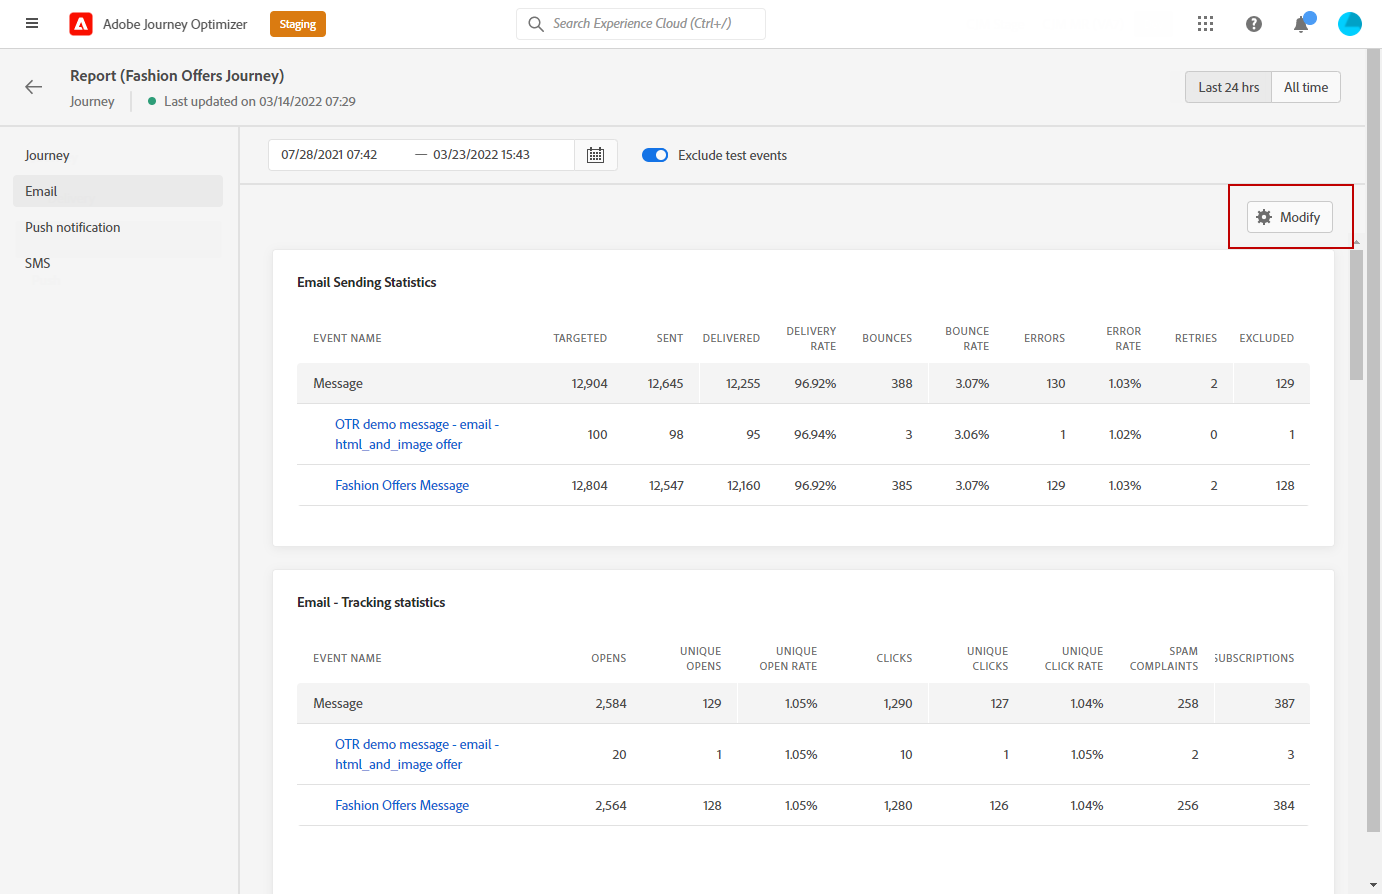 Adobe Journey Optimizer
Staging
Search Experience Cloud (Ctrl+/)
Report (Fashion Offers Journey)
Journey
Last updated on 03/14/2022 07:29
Last 24 hrs
All time
Journey
Email
Push notification
SMS
07/28/2021 07:42 — 03/23/2022 15:43
Exclude test events
Modify
Email Sending Statistics
EVENT NAME TARGETED SENT DELIVERED DELIVERY RATE BOUNCES BOUNCE RATE ERRORS ERROR RATE RETRIES EXCLUDED
Message 12,904 12,645 12,255 96.92% 388 3.07% 130 1.03% 2 129
OTR demo message - email -
html_and_image offer 100 98 95 96.94% 3 3.06% 1 1.02% 0 1
Fashion Offers Message 12,804 12,547 12,160 96.92% 385 3.07% 129 1.03% 2 128
Email - Tracking statistics
EVENT NAME OPENS UNIQUE OPENS UNIQUE OPEN RATE CLICKS UNIQUE CLICKS UNIQUE CLICK RATE SPAM COMPLAINTS SUBSCRIPTIONS
Message 2,584 129 1.05% 1,290 127 1.04% 258 387
OTR demo message - email -
html_and_image offer 20 1 1.05% 10 1 1.05% 2 3
Fashion Offers Message 2,564 128 1.05% 1,280 126 1.04% 256 384